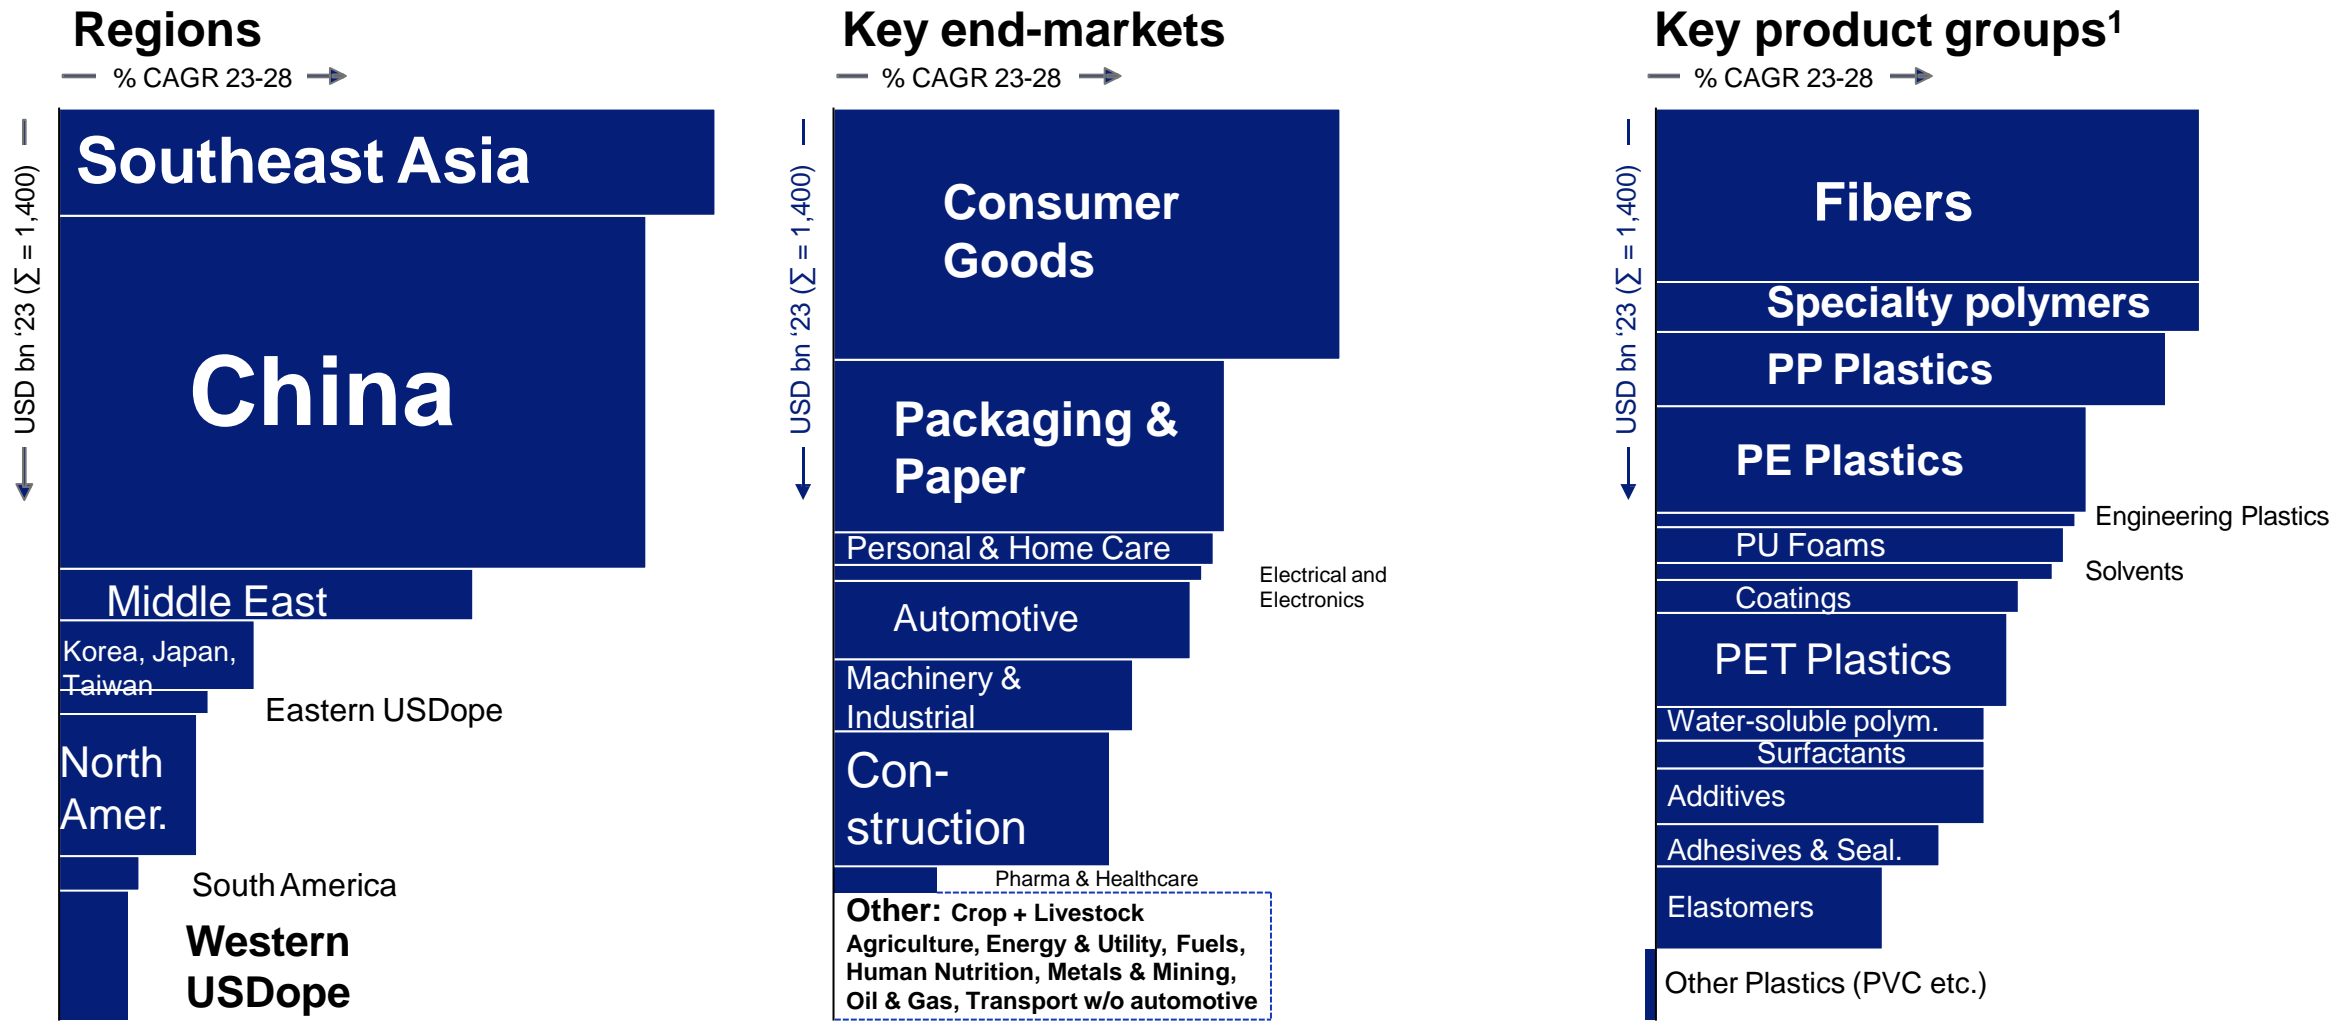 Regions
% CAGR 23-28
USD bn ‘23 (∑ = 1,400)
Southeast Asia
China
Middle East
Korea, Japan,
Taiwan
Eastern USDope
North
Amer.
South America
Western
USDope
Key end-markets
% CAGR 23-28
USD bn ‘23 (∑ = 1,400)
Consumer
Goods
Packaging &
Paper
Personal & Home Care
Electrical and
Electronics
Automotive
Machinery &
Industrial
Con-
struction
Pharma & Healthcare
Other: Crop + Livestock
Agriculture, Energy & Utility, Fuels,
Human Nutrition, Metals & Mining,
Oil & Gas, Transport w/o automotive
Key product groups¹
% CAGR 23-28
USD bn ‘23 (∑ = 1,400)
Fibers
Specialty polymers
PP Plastics
PE Plastics
Engineering Plastics
PU Foams
Solvents
Coatings
PET Plastics
Water-soluble polym.
Surfactants
Additives
Adhesives & Seal.
Elastomers
Other Plastics (PVC etc.)